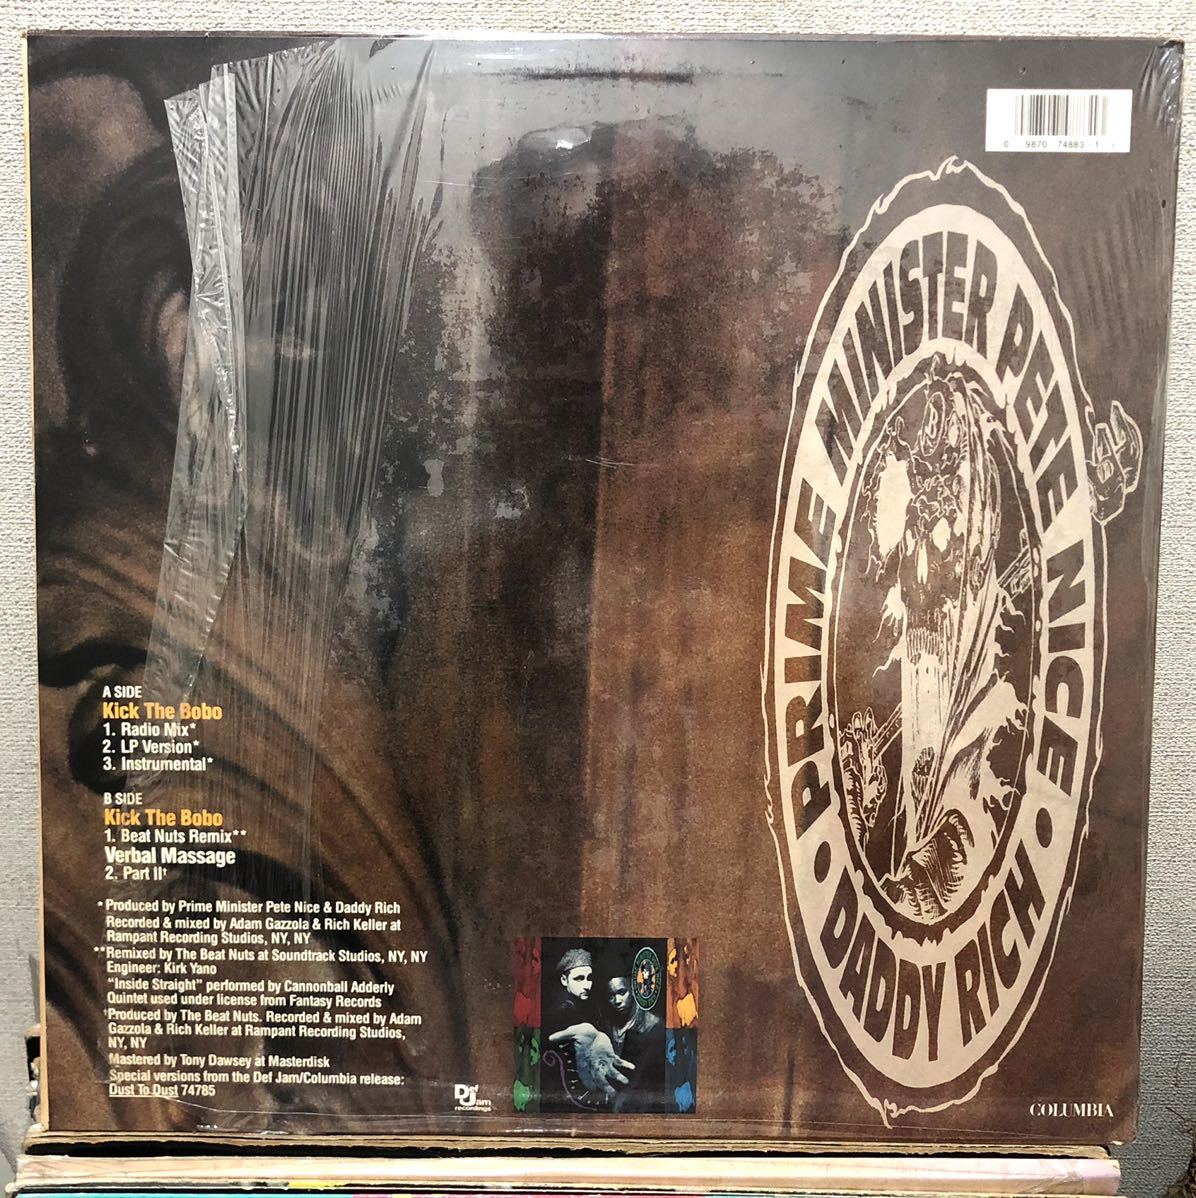 0 9870 74883 1
PRIME MINISTER PETE NICE
DADDY RICH
A SIDE
Kick The Bobo
1. Radio Mix*
2. LP Version*
3. Instrumental*
B SIDE
Kick The Bobo
1. Beat Nuts Remix**
Verbal Massage
2. Part II†
* Produced by Prime Minister Pete Nice & Daddy Rich
Recorded & mixed by Adam Gazzola & Rich Keller at
Rampant Recording Studios, NY, NY
**Remixed by The Beat Nuts at Soundtrack Studios, NY, NY
Engineer: Kirk Yano
"Inside Straight" performed by Cannonball Adderly
Quintet used under license from Fantasy Records
†Produced by The Beat Nuts. Recorded & mixed by Adam
Gazzola & Rich Keller at Rampant Recording Studios,
NY, NY
Mastered by Tony Dawsey at Masterdisk
Special versions from the Def Jam/Columbia release:
Dust To Dust 74785
Def Jam
recordings
COLUMBIA